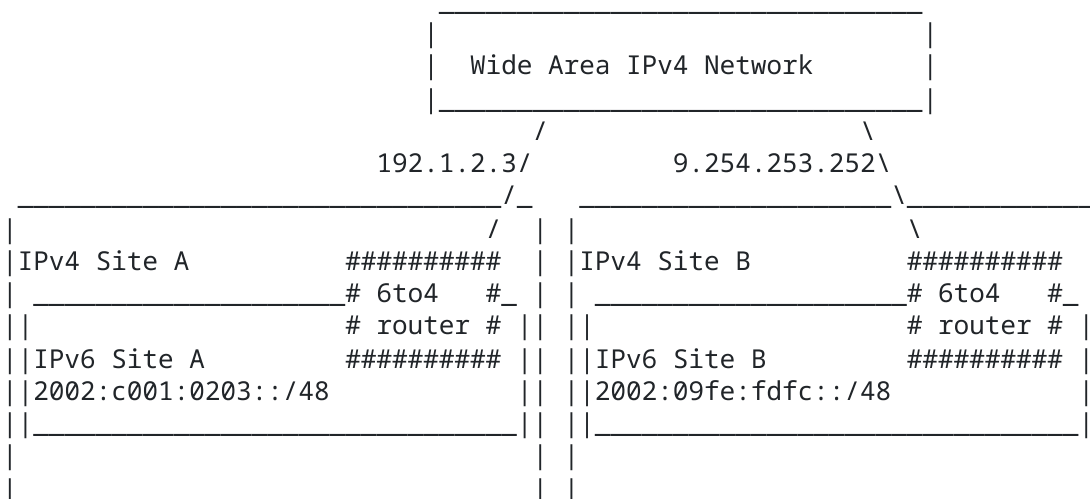 Wide Area IPv4 Network
192.1.2.3/ 9.254.253.252\
IPv4 Site A ########## IPv4 Site B ##########
# 6to4 # # 6to4 #
# router # # router #
IPv6 Site A ########## IPv6 Site B ##########
2002:c001:0203::/48 2002:09fe:fdfc::/48